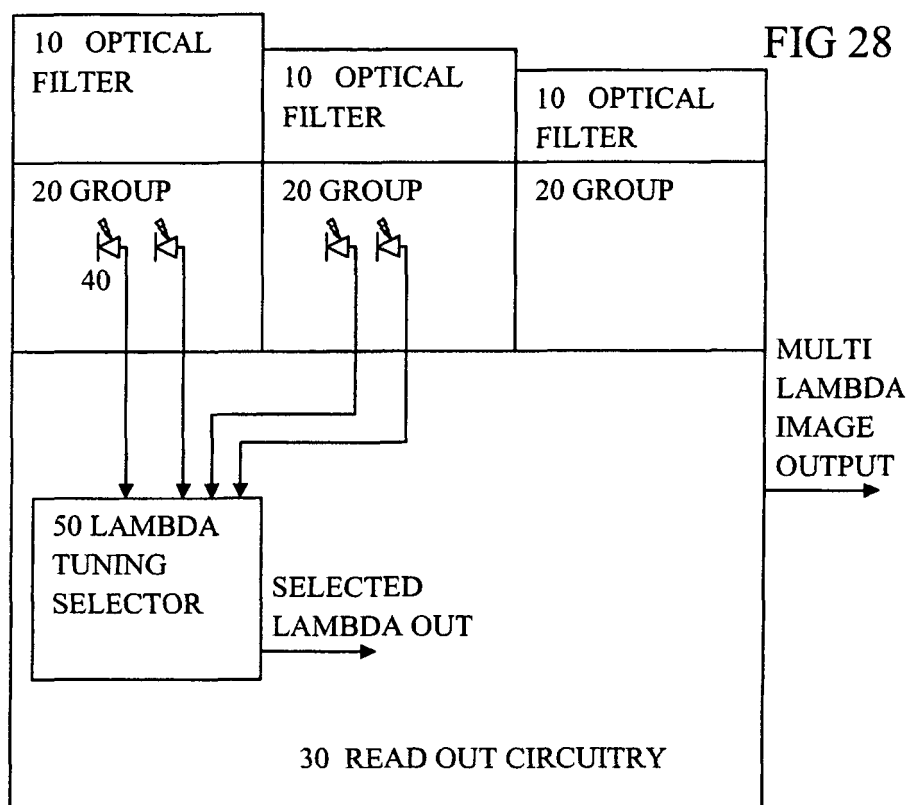 FIG 28
10 OPTICAL
FILTER
10 OPTICAL
FILTER
10 OPTICAL
FILTER
20 GROUP
20 GROUP
20 GROUP
40
MULTI
LAMBDA
IMAGE
OUTPUT
50 LAMBDA
TUNING
SELECTOR
SELECTED
LAMBDA OUT
30 READ OUT CIRCUITRY